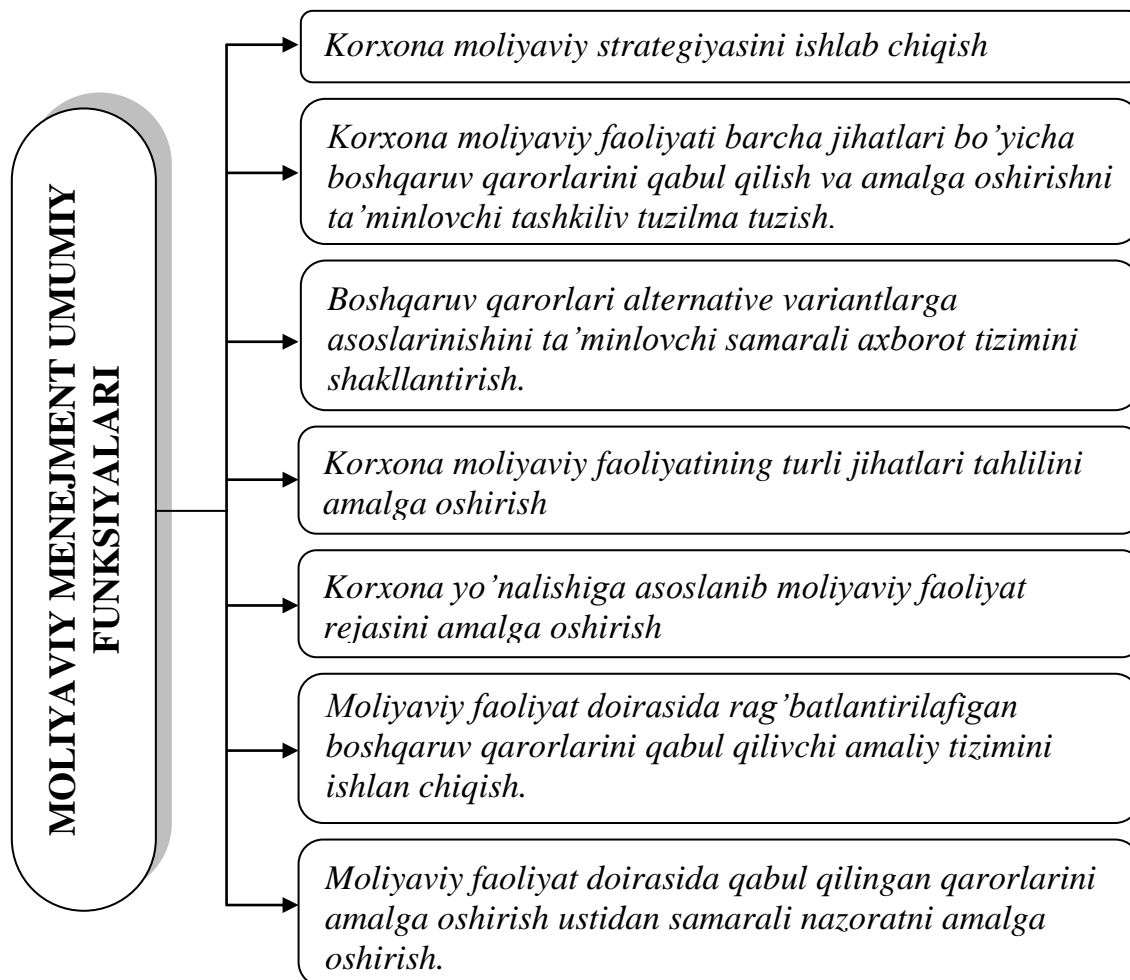 MOLIYAVIY MENEJMENT UMUMIY
FUNKSIYALARI
Korxona moliyaviy strategiyasini ishlab chiqish
Korxona moliyaviy faoliyati barcha jihatlari bo’yicha
boshqaruv qarorlarini qabul qilish va amalga oshirishni
ta’minlovchi tashkiliv tuzilma tuzish.
Boshqaruv qarorlari alternative variantlarga
asoslarinishini ta’minlovchi samarali axborot tizimini
shakllantirish.
Korxona moliyaviy faoliyatining turli jihatlari tahlilini
amalga oshirish
Korxona yo’nalishiga asoslanib moliyaviy faoliyat
rejasini amalga oshirish
Moliyaviy faoliyat doirasida rag’batlantirilafigan
boshqaruv qarorlarini qabul qilivchi amaliy tizimini
ishlan chiqish.
Moliyaviy faoliyat doirasida qabul qilingan qarorlarini
amalga oshirish ustidan samarali nazoratni amalga
oshirish.